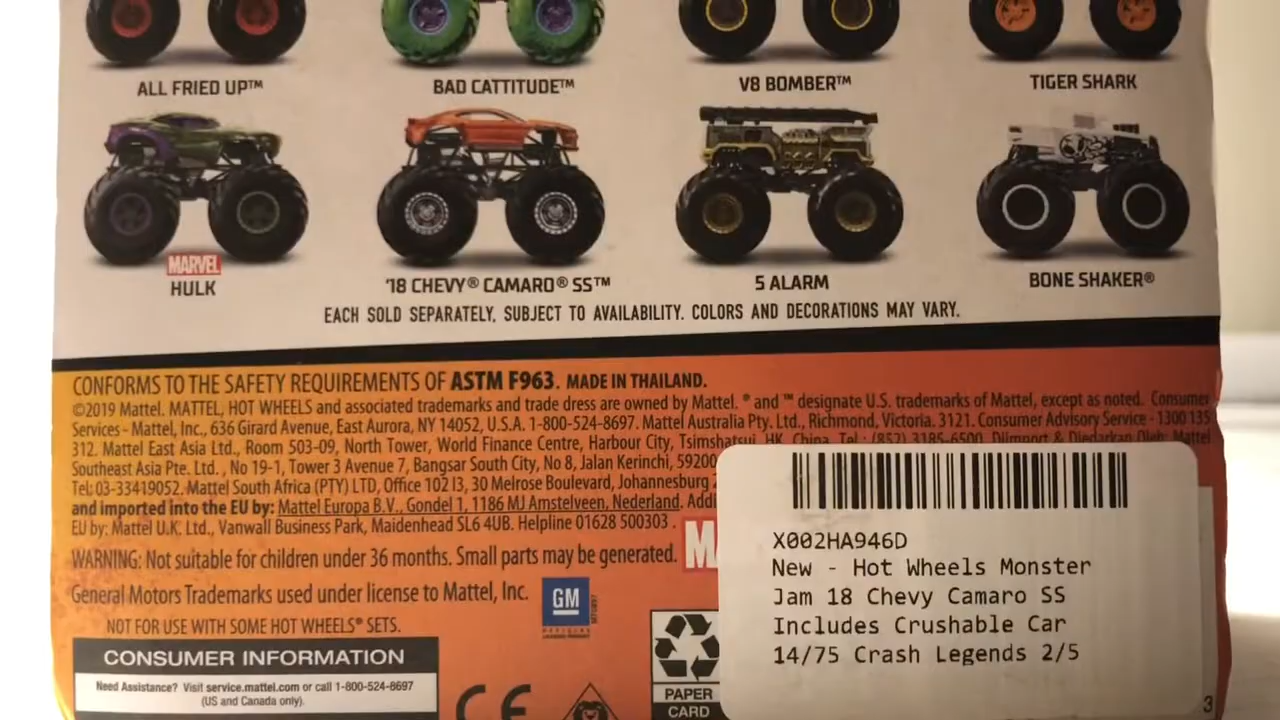 ALL FRIED UP™
BAD CATTITUDE™
V8 BOMBER™
TIGER SHARK
MARVEL
HULK
'18 CHEVY® CAMARO® SS™
5 ALARM
BONE SHAKER®
EACH SOLD SEPARATELY, SUBJECT TO AVAILABILITY. COLORS AND DECORATIONS MAY VARY.
CONFORMS TO THE SAFETY REQUIREMENTS OF ASTM F963. MADE IN THAILAND.
©2019 Mattel. MATTEL, HOT WHEELS and associated trademarks and trade dress are owned by Mattel. ® and ™ designate U.S. trademarks of Mattel, except as noted. Consumer
Services - Mattel, Inc., 636 Girard Avenue, East Aurora, NY 14052, U.S.A. 1-800-524-8697. Mattel Australia Pty. Ltd., Richmond, Victoria. 3121. Consumer Advisory Service - 1300 135
312. Mattel East Asia Ltd., Room 503-09, North Tower, World Finance Centre, Harbour City, Tsimshatsui, HK, China. Tel.: (852) 3185-6500. Diimport & Diedarkan Oleh: Mattel
Southeast Asia Pte. Ltd., No 19-1, Tower 3 Avenue 7, Bangsar South City, No 8, Jalan Kerinchi, 59200
Tel: 03-33419052. Mattel South Africa (PTY) LTD, Office 102 I3, 30 Melrose Boulevard, Johannesburg
and imported into the EU by: Mattel Europa B.V., Gondel 1, 1186 MJ Amstelveen, Nederland.
EU by: Mattel U.K. Ltd., Vanwall Business Park, Maidenhead SL6 4UB. Helpline 01628 500303.
WARNING: Not suitable for children under 36 months. Small parts may be generated.
General Motors Trademarks used under license to Mattel, Inc.
GM
NOT FOR USE WITH SOME HOT WHEELS® SETS.
CONSUMER INFORMATION
Need Assistance? Visit service.mattel.com or call 1-800-524-8697
(US and Canada only).
CE
PAPER
CARD
X002HA946D
New - Hot Wheels Monster
Jam 18 Chevy Camaro SS
Includes Crushable Car
14/75 Crash Legends 2/5
3